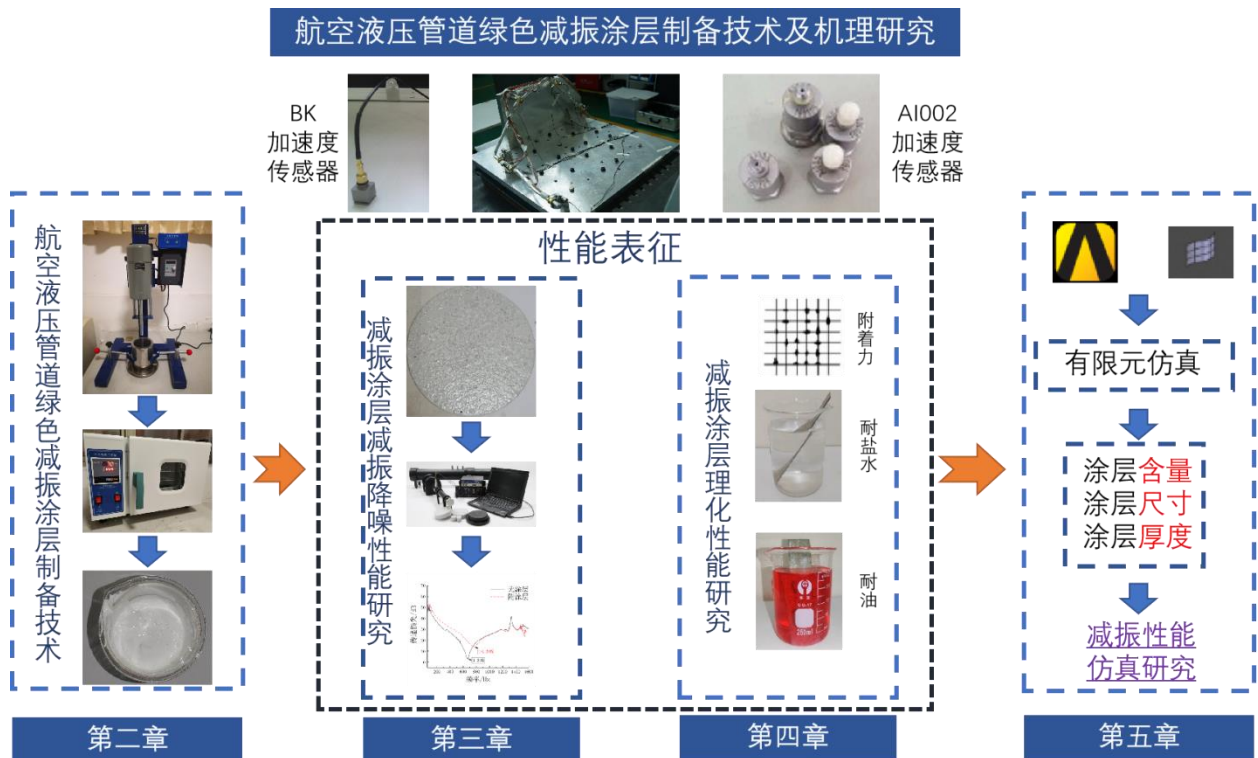 航空液压管道绿色减振涂层制备技术及机理研究
BK
加速度
传感器
AI002
加速度
传感器
航空液压管道绿色减振涂层制备技术
性能表征
减振涂层减振降噪性能研究
减振涂层理化性能研究
附着力
耐盐水
耐油
250ml
有限元仿真
涂层含量
涂层尺寸
涂层厚度
减振性能
仿真研究
第二章
第三章
第四章
第五章